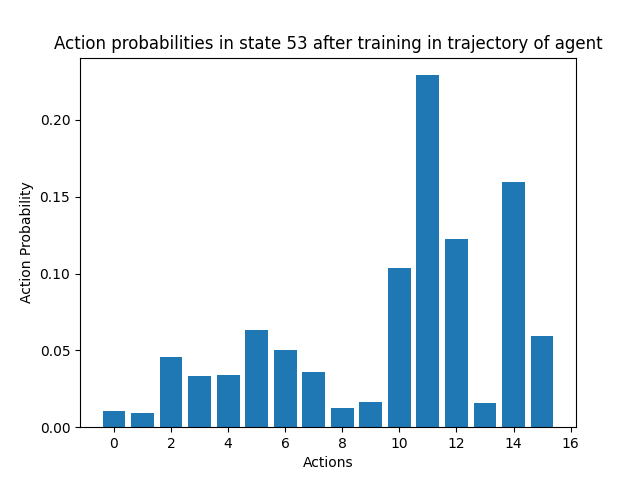 Action probabilities in state 53 after training in trajectory of agent
Action Probability
0.20
0.15
0.10
0.05
0.00
0 2 4 6 8 10 12 14 16
Actions